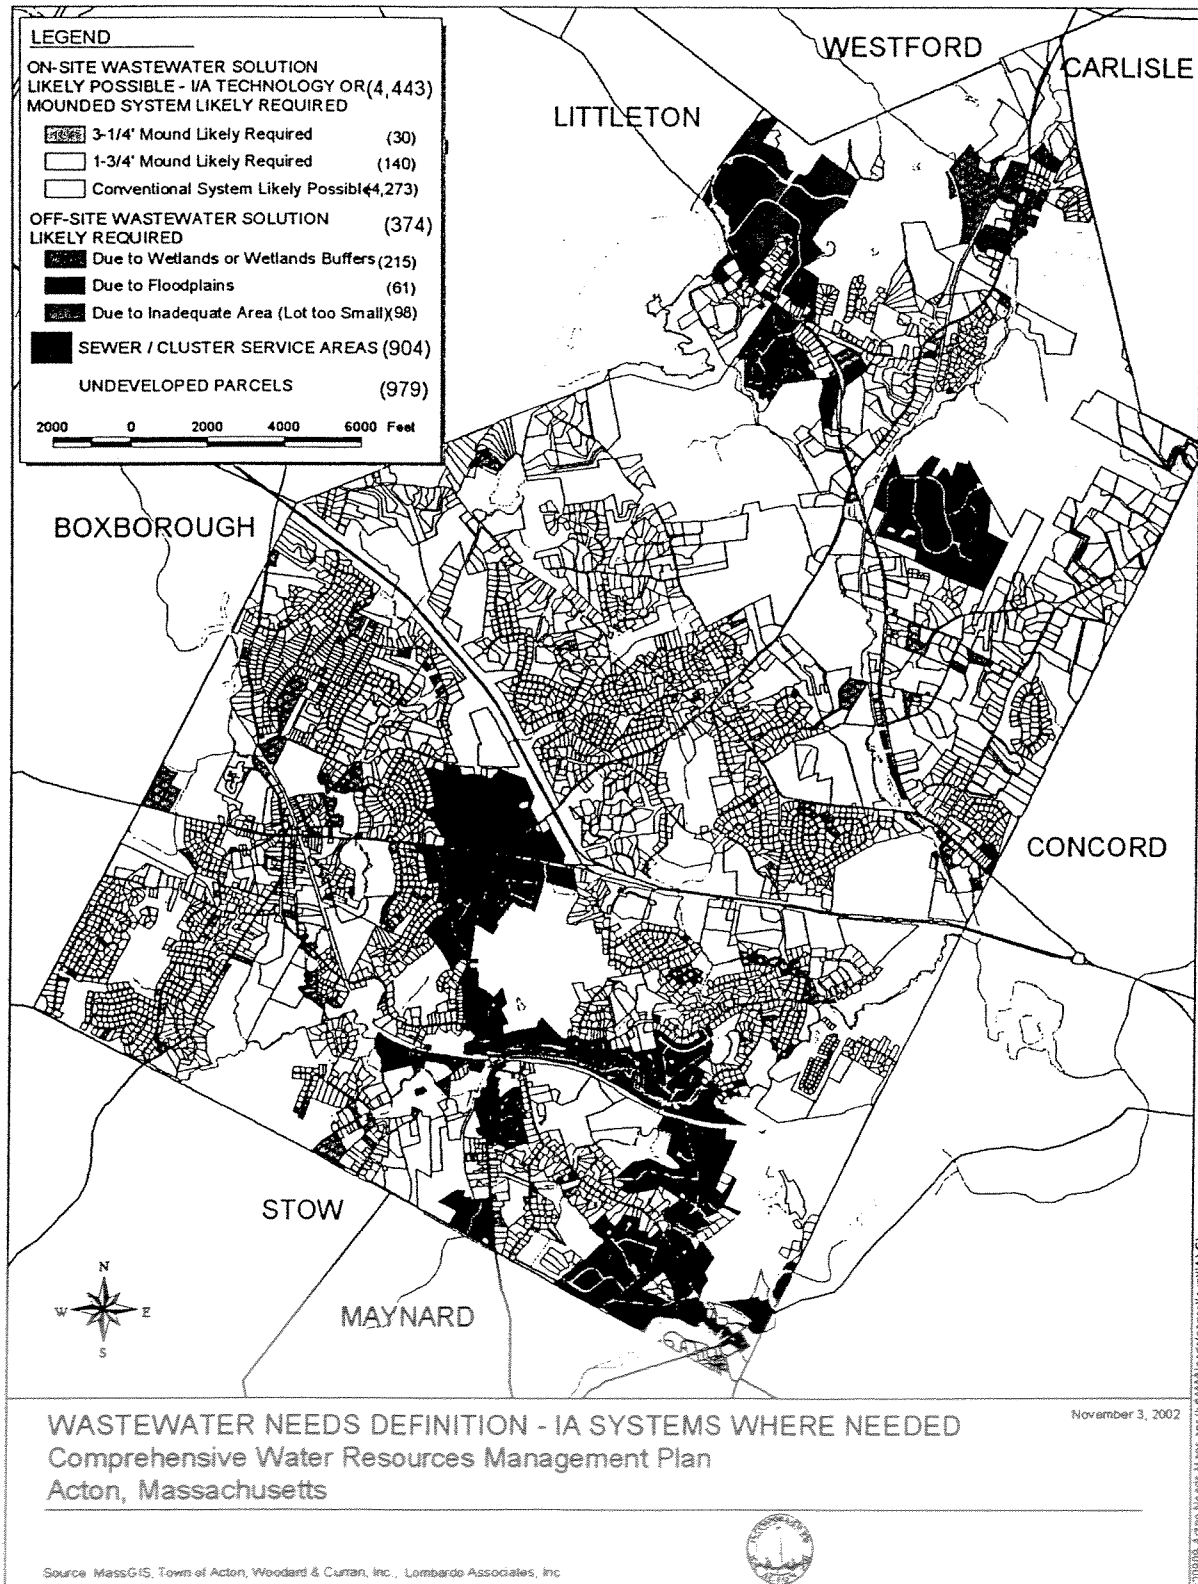 LEGEND
ON-SITE WASTEWATER SOLUTION
LIKELY POSSIBLE - I/A TECHNOLOGY OR (4,443)
MOUNDED SYSTEM LIKELY REQUIRED
3-1/4' Mound Likely Required (30)
1-3/4' Mound Likely Required (140)
Conventional System Likely Possible (4,273)
OFF-SITE WASTEWATER SOLUTION (374)
LIKELY REQUIRED
Due to Wetlands or Wetlands Buffers (215)
Due to Floodplains (61)
Due to Inadequate Area (Lot too Small) (98)
SEWER / CLUSTER SERVICE AREAS (904)
UNDEVELOPED PARCELS (979)
2000 0 2000 4000 6000 Feet
WESTFORD
CARLISLE
LITTLETON
BOXBOROUGH
CONCORD
STOW
MAYNARD
N
W E
S
WASTEWATER NEEDS DEFINITION - IA SYSTEMS WHERE NEEDED
November 3, 2002
Comprehensive Water Resources Management Plan
Acton, Massachusetts
Source MassGIS, Town of Acton, Woodard & Curran, Inc., Lombardo Associates, Inc